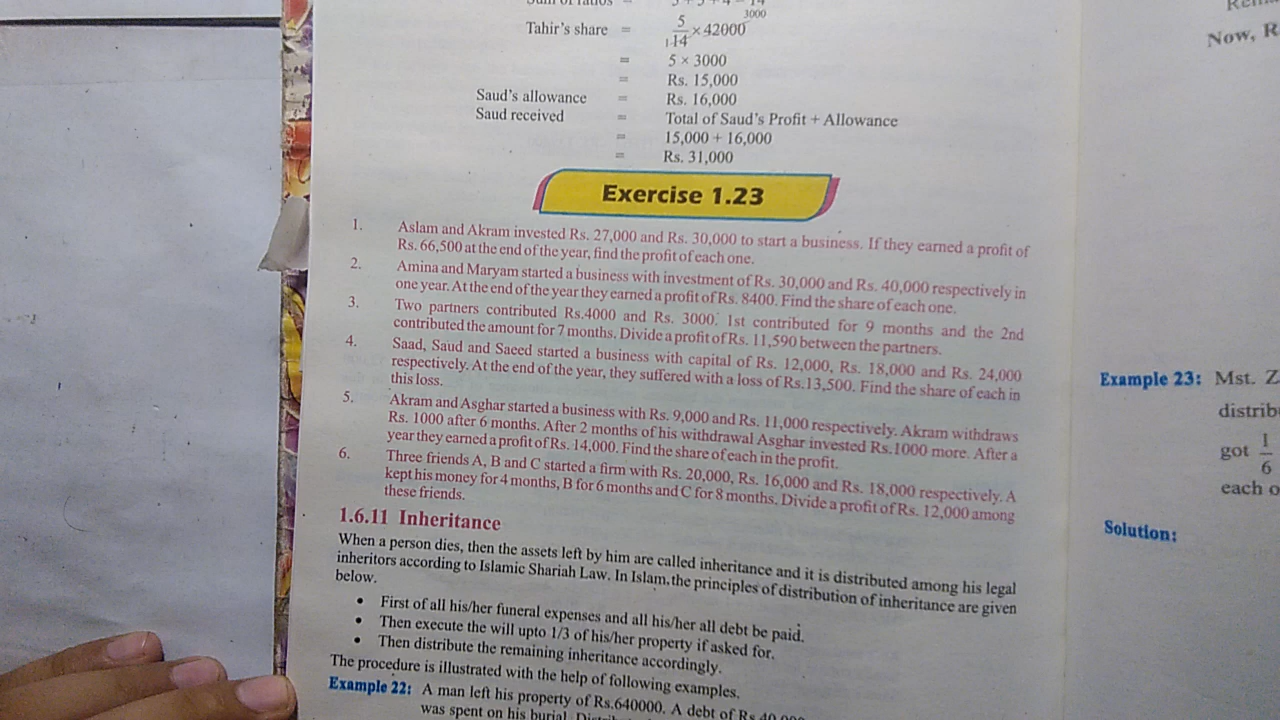 Tahir's share = 5/14 × 42000 3000
= 5 × 3000
= Rs. 15,000
Saud's allowance = Rs. 16,000
Saud received = Total of Saud's Profit + Allowance
= 15,000 + 16,000
= Rs. 31,000
Exercise 1.23
1. Aslam and Akram invested Rs. 27,000 and Rs. 30,000 to start a business. If they earned a profit of
Rs. 66,500 at the end of the year, find the profit of each one.
2. Amina and Maryam started a business with investment of Rs. 30,000 and Rs. 40,000 respectively in
one year. At the end of the year they earned a profit of Rs. 8400. Find the share of each one.
3. Two partners contributed Rs.4000 and Rs. 3000. 1st contributed for 9 months and the 2nd
contributed the amount for 7 months. Divide a profit of Rs. 11,590 between the partners.
4. Saad, Saud and Saeed started a business with capital of Rs. 12,000, Rs. 18,000 and Rs. 24,000
respectively. At the end of the year, they suffered with a loss of Rs.13,500. Find the share of each in
this loss.
5. Akram and Asghar started a business with Rs. 9,000 and Rs. 11,000 respectively. Akram withdraws
Rs. 1000 after 6 months. After 2 months of his withdrawal Asghar invested Rs.1000 more. After a
year they earned a profit of Rs. 14,000. Find the share of each in the profit.
6. Three friends A, B and C started a firm with Rs. 20,000, Rs. 16,000 and Rs. 18,000 respectively. A
kept his money for 4 months, B for 6 months and C for 8 months. Divide a profit of Rs. 12,000 among
these friends.
1.6.11 Inheritance
When a person dies, then the assets left by him are called inheritance and it is distributed among his legal
inheritors according to Islamic Shariah Law. In Islam, the principles of distribution of inheritance are given
below.
• First of all his/her funeral expenses and all his/her all debt be paid.
• Then execute the will upto 1/3 of his/her property if asked for.
• Then distribute the remaining inheritance accordingly.
The procedure is illustrated with the help of following examples.
Example 22: A man left his property of Rs.640000. A debt of Rs
was spent on his burial.
Now,
Example 23: Mst. Z
distrib
got 1/6
each o
Solution: